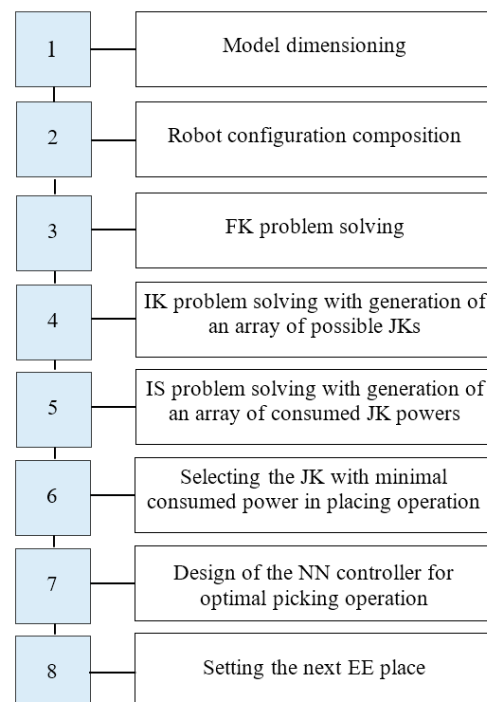 1
Model dimensioning
2
Robot configuration composition
3
FK problem solving
4
IK problem solving with generation of
an array of possible JKs
5
IS problem solving with generation of
an array of consumed JK powers
6
Selecting the JK with minimal
consumed power in placing operation
7
Design of the NN controller for
optimal picking operation
8
Setting the next EE place